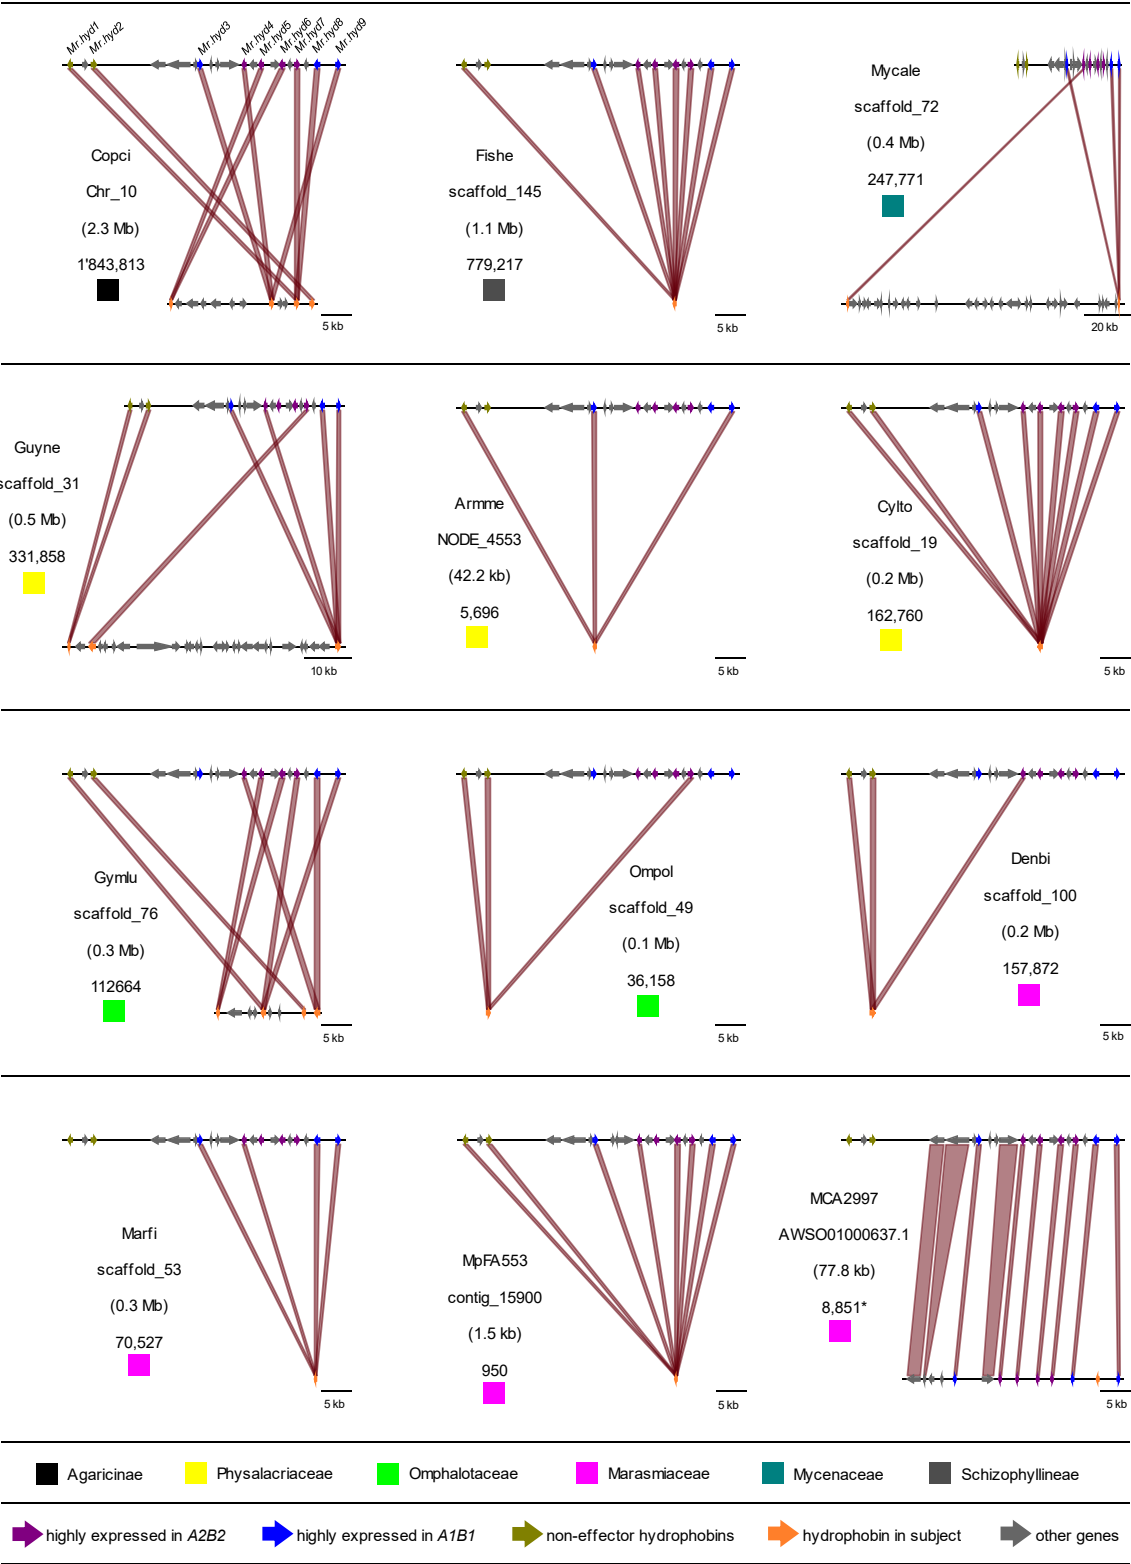 Mr.hyd1
Mr.hyd2
Mr.hyd3
Mr.hyd4
Mr.hyd5
Mr.hyd6
Mr.hyd7
Mr.hyd8
Mr.hyd9
Copci
Chr_10
(2.3 Mb)
1'843,813
5 kb
Fishe
scaffold_145
(1.1 Mb)
779,217
5 kb
Mycale
scaffold_72
(0.4 Mb)
247,771
20 kb
Guyne
scaffold_31
(0.5 Mb)
331,858
10 kb
Armme
NODE_4553
(42.2 kb)
5,696
5 kb
Cylto
scaffold_19
(0.2 Mb)
162,760
5 kb
Gymlu
scaffold_76
(0.3 Mb)
112664
5 kb
Ompol
scaffold_49
(0.1 Mb)
36,158
5 kb
Denbi
scaffold_100
(0.2 Mb)
157,872
5 kb
Marfi
scaffold_53
(0.3 Mb)
70,527
5 kb
MpFA553
contig_15900
(1.5 kb)
950
5 kb
MCA2997
AWSO01000637.1
(77.8 kb)
8,851*
5 kb
Agaricinae
Physalacriaceae
Omphalotaceae
Marasmiaceae
Mycenaceae
Schizophyllineae
highly expressed in A2B2
highly expressed in A1B1
non-effector hydrophobins
hydrophobin in subject
other genes